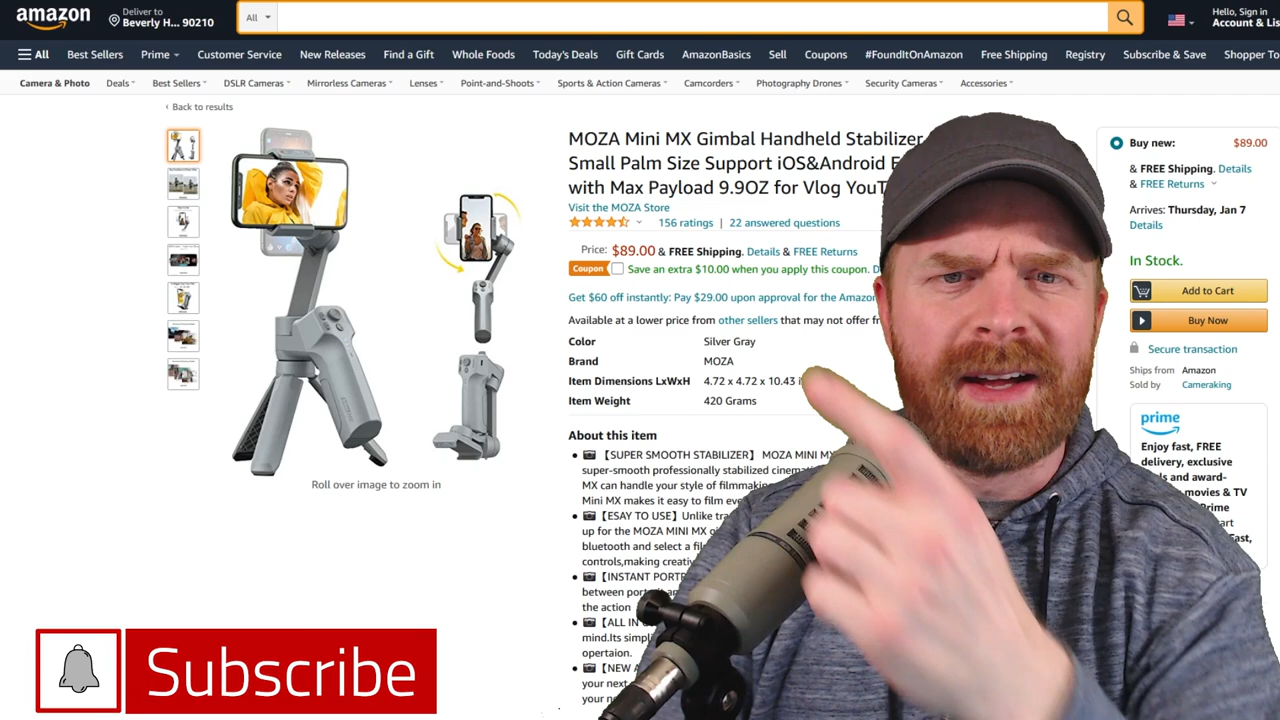 amazon
Deliver to
Beverly H... 90210
All
Hello, Sign in
Account & Lis
All Best Sellers Prime Customer Service New Releases Find a Gift Whole Foods Today's Deals Gift Cards AmazonBasics Sell Coupons #FoundItOnAmazon Free Shipping Registry Subscribe & Save Shopper To
Camera & Photo Deals Best Sellers DSLR Cameras Mirrorless Cameras Lenses Point-and-Shoots Sports & Action Cameras Camcorders Photography Drones Security Cameras Accessories
‹ Back to results
MOZA Mini MX Gimbal Handheld Stabilizer
Small Palm Size Support iOS&Android
with Max Payload 9.9OZ for Vlog
Visit the MOZA Store
156 ratings | 22 answered questions
Price: $89.00 & FREE Shipping. Details & FREE Returns
Coupon Save an extra $10.00 when you apply this coupon.
Get $60 off instantly: Pay $29.00 upon approval for the
Available at a lower price from other sellers that may not offer
Color Silver Gray
Brand MOZA
Item Dimensions LxWxH 4.72 x 4.72 x 10.43
Item Weight 420 Grams
About this item
【SUPER SMOOTH STABILIZER】 MOZA MINI
super-smooth professionally stabilized
MX can handle your style of
Mini MX makes it easy to film
【ESAY TO USE】Unlike
up for the MOZA MINI MX
bluetooth and select a
controls,making
【INSTANT
between
the action
【ALL IN
mind.Its
opertaion.
【NEW
your next
your
Roll over image to zoom in
Buy new: $89.00
& FREE Shipping. Details
& FREE Returns
Arrives: Thursday, Jan 7
Details
In Stock.
Add to Cart
Buy Now
Secure transaction
Ships from Amazon
Sold by Cameraking
prime
Enjoy fast, FREE
delivery, exclusive
and award-
movies & TV
Prime
Fast,
Subscribe